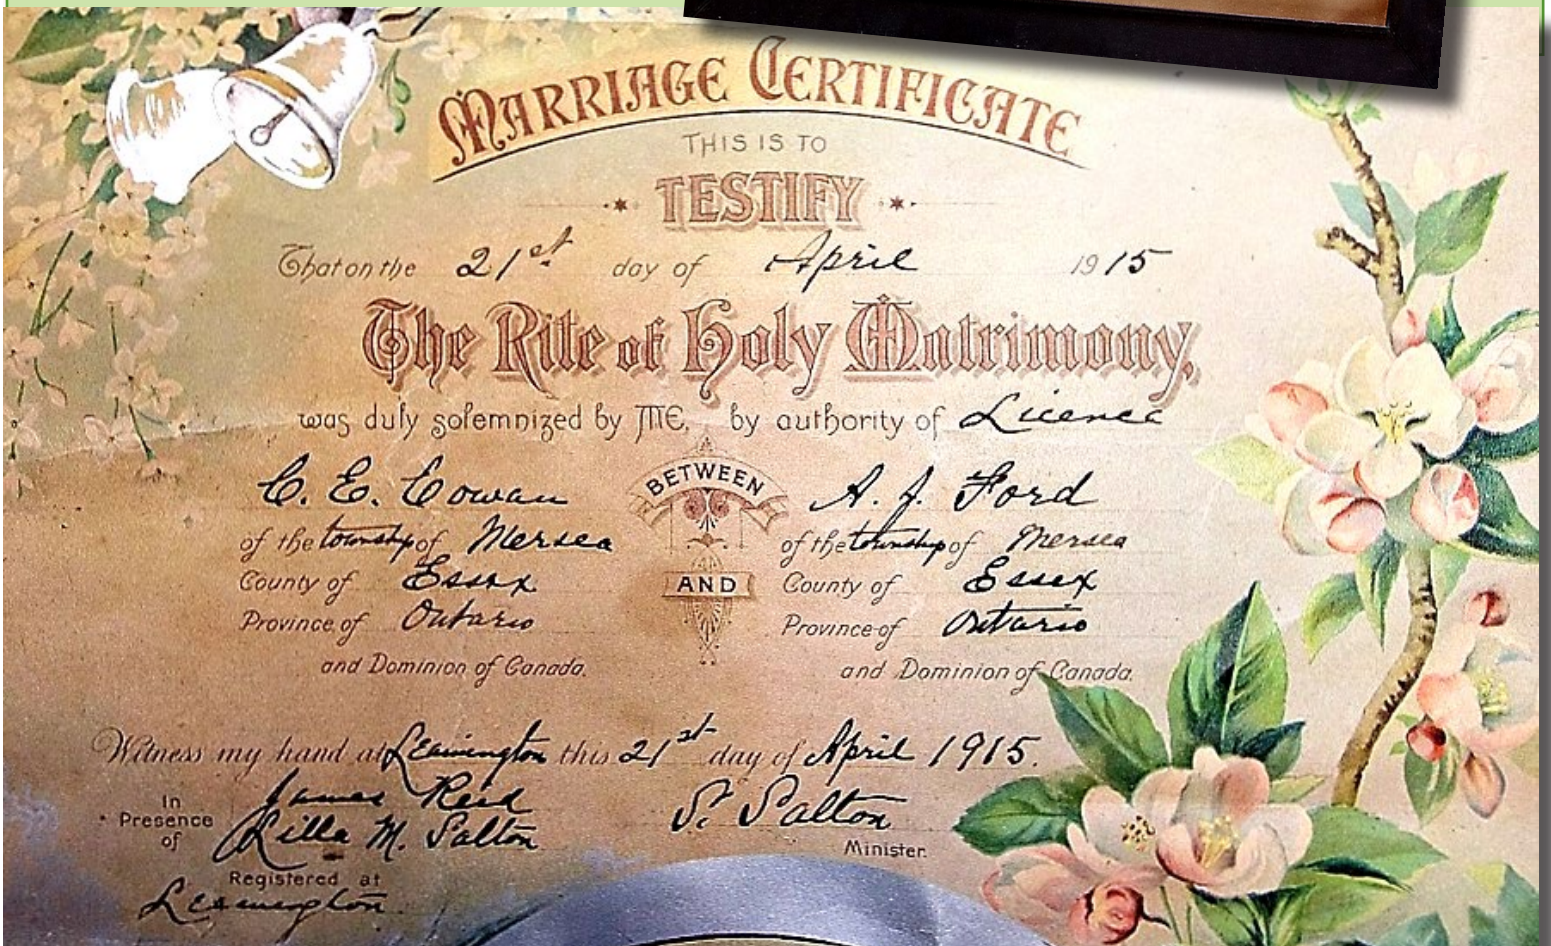 MARRIAGE CERTIFICATE
THIS IS TO
TESTIFY
That on the 21st. day of April 1915
The Rite of Holy Matrimony,
was duly solemnized by ME, by authority of Licence
BETWEEN
C. E. Cowan
of the township of Mersea
County of Essex
Province of Ontario
and Dominion of Canada.
AND
A. J. Ford
of the township of Mersea
County of Essex
Province of Ontario
and Dominion of Canada.
Witness my hand at Leamington this 21st day of April 1915.
In Presence of
James Reid
Lilla M. Salton
S. Salton
Minister.
Registered at
Leamington